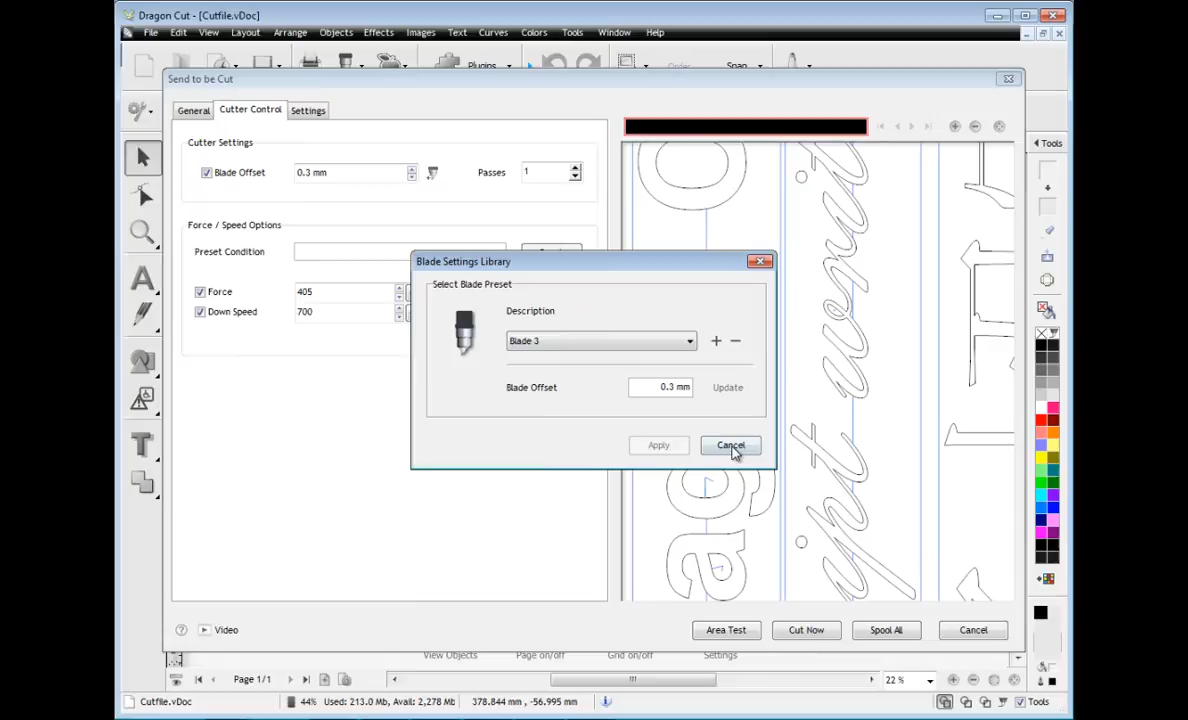 Dragon Cut - [Cutfile.vDoc]
File Edit View Layout Arrange Objects Effects Images Text Curves Colors Tools Window Help
Plugins Order Snap
Send to be Cut
General Cutter Control Settings
Cutter Settings
Blade Offset 0.3 mm Passes 1
Force / Speed Options
Preset Condition
Force 405
Down Speed 700
Blade Settings Library
Select Blade Preset
Description
Blade 3
Blade Offset 0.3 mm Update
Apply Cancel
Tools
Video Area Test Cut Now Spool All Cancel
View Objects Page on/off Grid on/off Settings
Page 1/1 22 %
Cutfile.vDoc 44% Used: 213.0 Mb, Avail: 2,278 Mb 378.844 mm , -56.995 mm Tools